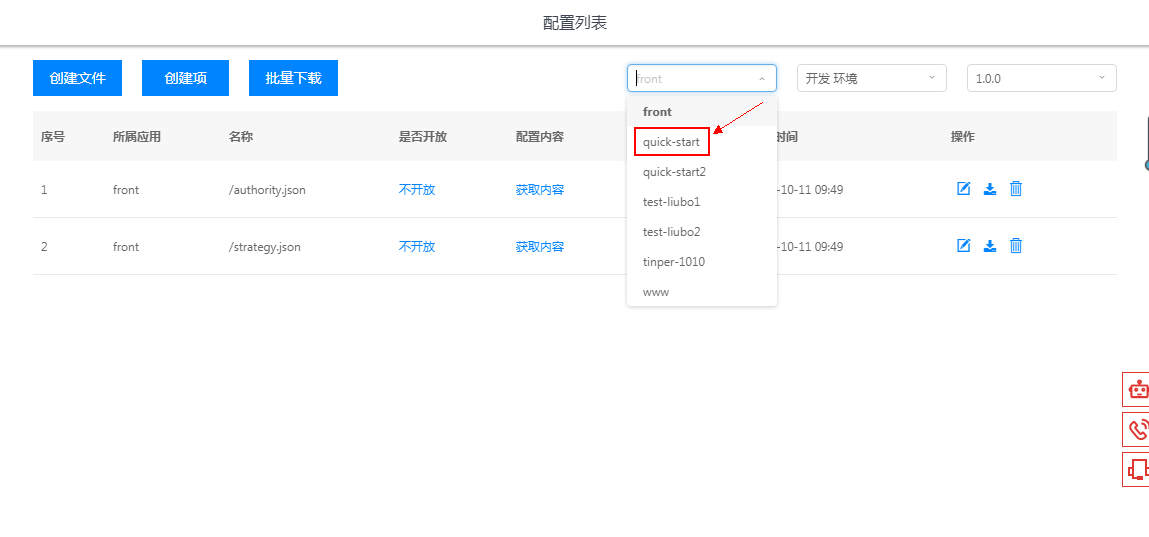 配置列表
创建文件 创建项 批量下载 front 开发 环境 1.0.0
front
quick-start
quick-start2
test-liubo1
test-liubo2
tinper-1010
www
序号 所属应用 名称 是否开放 配置内容 时间 操作
1 front /authority.json 不开放 获取内容 -10-11 09:49
2 front /strategy.json 不开放 获取内容 -10-11 09:49